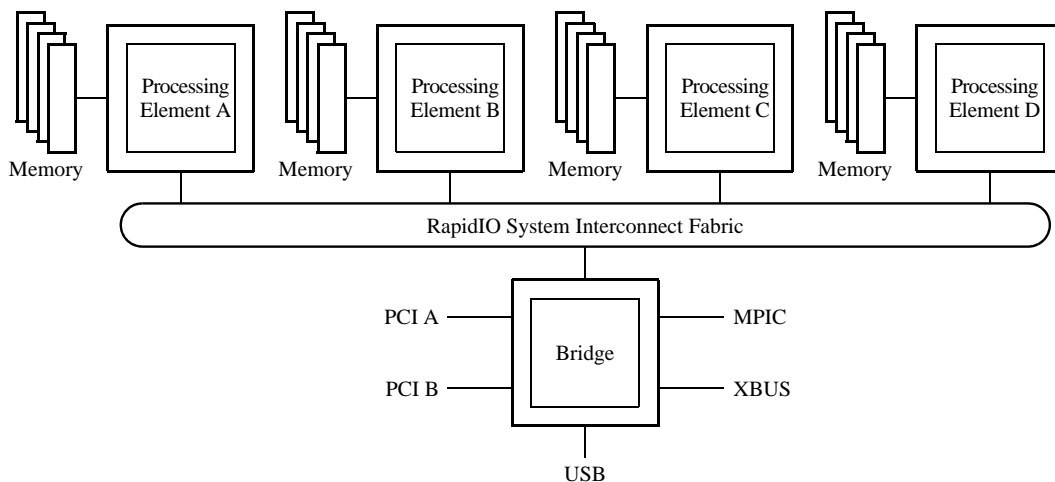 Processing
Element A
Processing
Element B
Processing
Element C
Processing
Element D
Memory
Memory
Memory
Memory
RapidIO System Interconnect Fabric
PCI A
MPIC
Bridge
PCI B
XBUS
USB